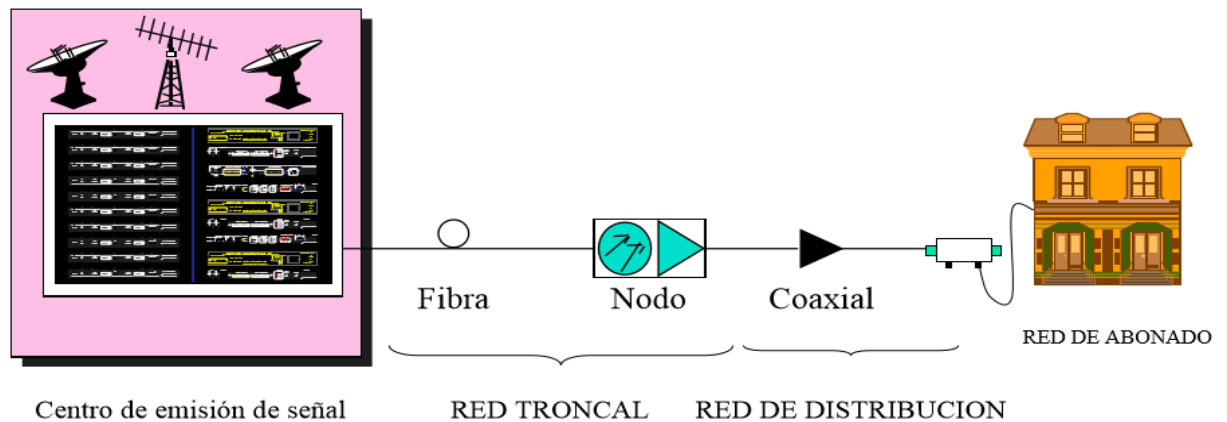 Fibra
Nodo
Coaxial
RED DE ABONADO
Centro de emisión de señal
RED TRONCAL
RED DE DISTRIBUCION